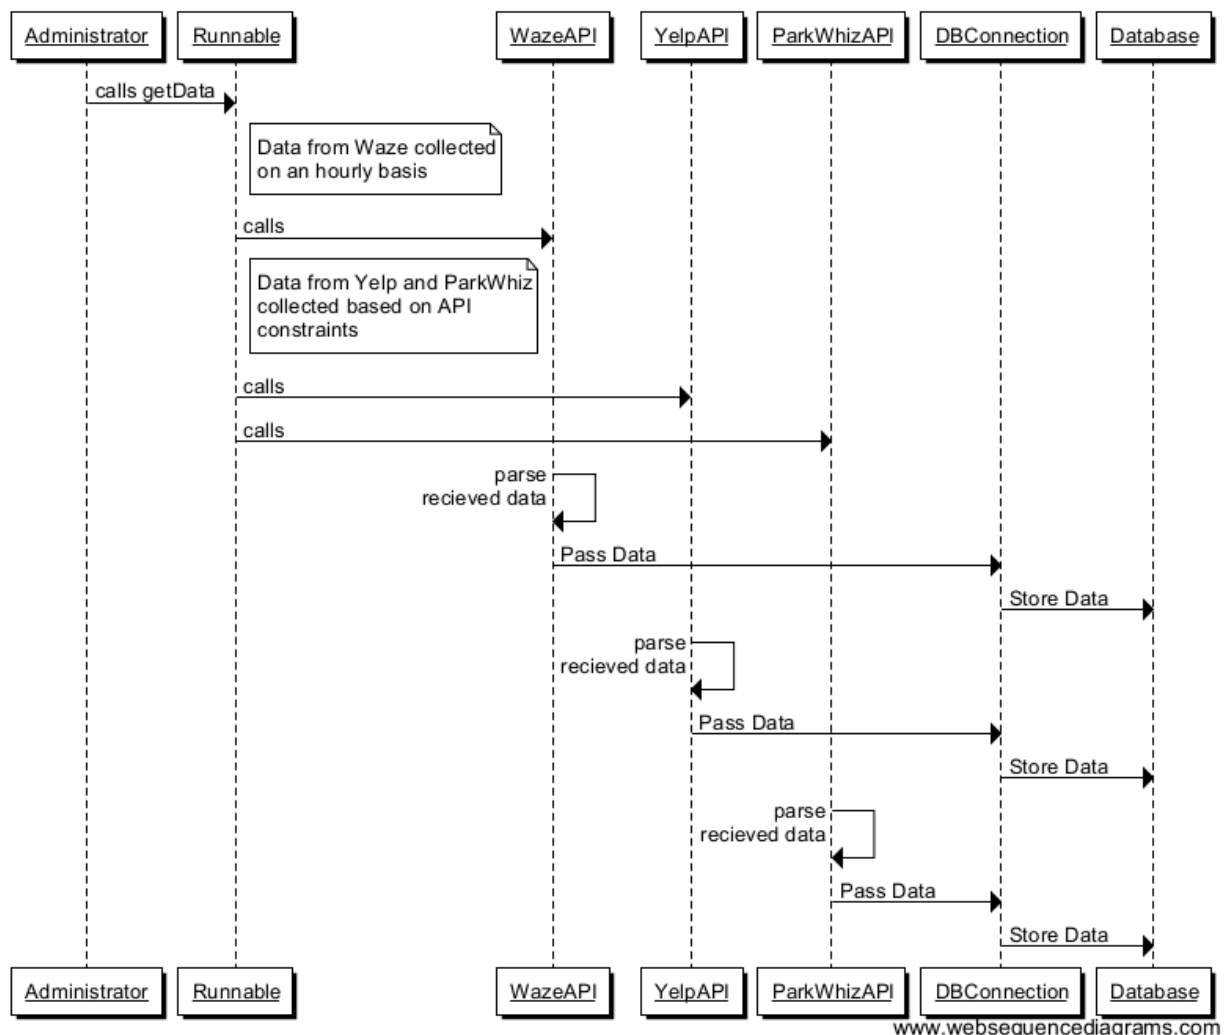 Administrator Runnable WazeAPI YelpAPI ParkWhizAPI DBConnection Database
calls getData
Data from Waze collected
on an hourly basis
calls
Data from Yelp and ParkWhiz
collected based on API
constraints
calls
calls
parse
recieved data
Pass Data
Store Data
parse
recieved data
Pass Data
Store Data
parse
recieved data
Pass Data
Store Data
Administrator Runnable WazeAPI YelpAPI ParkWhizAPI DBConnection Database
www.websequencediagrams.com